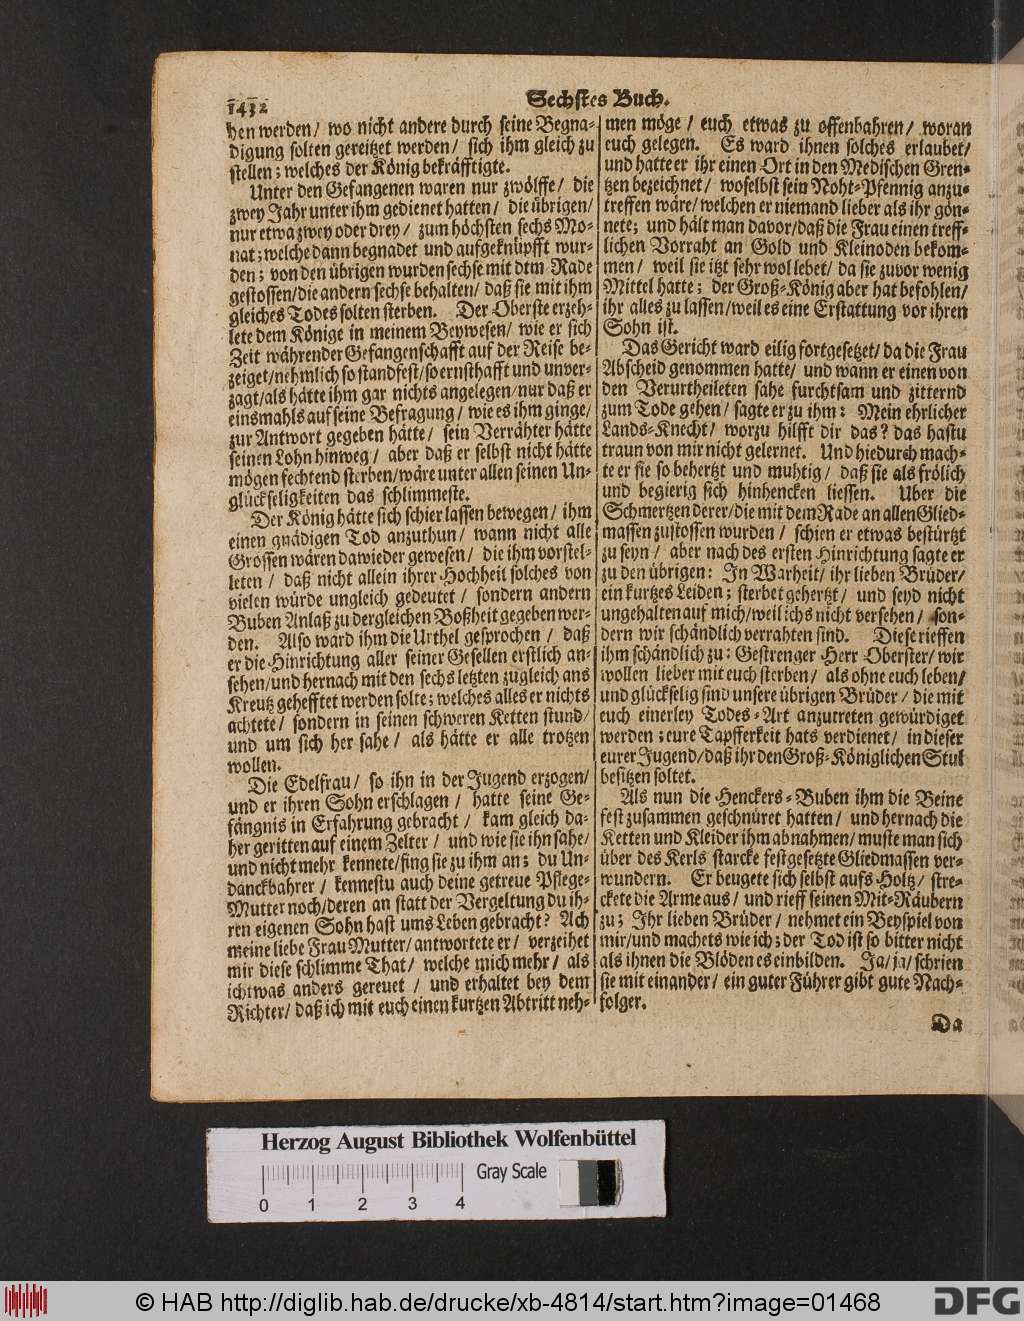 1432
Sechstes Buch.
hen werden/ wo nicht andere durch seine Begna-
digung solten gereitzet werden/ sich ihm gleich zu
stellen; welches der König bekräfftigte.
Unter den Gefangenen waren nur zwölffe/ die
zwey Jahr unter ihm gedienet hatten/ die übrigen/
nur etwa zwey oder drey/ zum höchsten sechs Mo-
nat; welche dann begnadet und aufgeknüpfft wur-
den; von den übrigen wurden sechse mit dem Rade
gestossen/ die andern sechse behalten/ daß sie mit ihm
gleiches Todes solten sterben. Der Oberste erzeh-
lete dem Könige in meinem Beywesen/ wie er sich
Zeit währender Gefangenschafft auf der Reise be-
zeiget/ nehmlich so standfest/ so ernsthafft und unver-
zagt/ als hätte ihm gar nichts angelegen/ nur daß er
einsmahls auf seine Befragung/ wie es ihm ginge/
zur Antwort gegeben hätte/ sein Verrähter hätte
seinen Lohn hinweg/ aber daß er selbst nicht hätte
mögen fechtend sterben/ wäre unter allen seinen Un-
glückseligkeiten das schlimmeste.
Der König hätte sich schier lassen bewegen/ ihm
einen gnädigen Tod anzuthun/ wann nicht alle
Grossen wären dawieder gewesen/ die ihm vorstel-
leten/ daß nicht allein ihrer Hochheit solches von
vielen würde ungleich gedeutet/ sondern andern
Buben Anlaß zu dergleichen Boßheit gegeben wer-
den. Also ward ihm die Urthel gesprochen/ daß
er die Hinrichtung aller seiner Gesellen erstlich an-
sehen/ und hernach mit den sechs letzten zugleich ans
Kreutz gehefftet werden solte; welches alles er nichts
achtete/ sondern in seinen schweren Ketten stund/
und um sich her sahe/ als hätte er alle trotzen
wollen.
Die Edelfrau/ so ihn in der Jugend erzogen/
und er ihren Sohn erschlagen/ hatte seine Ge-
fängnis in Erfahrung gebracht/ kam gleich da-
her geritten auf einem Zelter/ und wie sie ihn sahe/
und nicht mehr kennete/ fing sie zu ihm an; du Un-
danckbahrer/ kennestu auch deine getreue Pflege-
Mutter noch/ deren an statt der Vergeltung du ih-
ren eigenen Sohn hast ums Leben gebracht? Ach
meine liebe Frau Mutter/ antwortete er/ verzeihet
mir diese schlimme That/ welche mich mehr/ als
ichtwas anders gereuet/ und erhaltet bey dem
Richter/ daß ich mit euch einen kurtzen Abtritt neh-
men möge/ euch etwas zu offenbahren/ woran
euch gelegen. Es ward ihnen solches erlaubet/
und hatte er ihr einen Ort in den Medischen Gren-
tzen bezeichnet/ woselbst sein Noht-Pfennig anzu-
treffen wäre/ welchen er niemand lieber als ihr gön-
nete; und hält man davor/ daß die Frau einen treff-
lichen Vorraht an Gold und Kleinoden bekom-
men/ weil sie itzt sehr wol lebet/ da sie zuvor wenig
Mittel hatte; der Groß-König aber hat befohlen/
ihr alles zu lassen/ weil es eine Erstattung vor ihren
Sohn ist.
Das Gericht ward eilig fortgesetzet/ da die Frau
Abscheid genommen hatte/ und wann er einen von
den Verurtheileten sahe furchtsam und zitternd
zum Tode gehen/ sagte er zu ihm: Mein ehrlicher
Lands-Knecht/ worzu hilfft dir das? das hastu
traun von mir nicht gelernet. Und hiedurch mach-
te er sie so behertzt und muhtig/ daß sie als frölich
und begierig sich hinhencken liessen. Uber die
Schmertzen derer/ die mit dem Rade an allen Glied-
massen zustossen wurden/ schien er etwas bestürtzt
zu seyn/ aber nach des ersten Hinrichtung sagte er
zu den übrigen: In Warheit/ ihr lieben Brüder/
ein kurtzes Leiden; sterbet gehertzt/ und seyd nicht
ungehalten auf mich/ weil ichs nicht versehen/ son-
dern wir schändlich verrahten sind. Diese rieffen
ihm schändlich zu: Gestrenger Herr Oberster/ wir
wollen lieber mit euch sterben/ als ohne euch leben/
und glückselig sind unsere übrigen Brüder/ die mit
euch einerley Todes-Art anzutreten gewürdiget
werden; eure Tapfferkeit hats verdienet/ in dieser
eurer Jugend/ daß ihr den Groß-Königlichen Stul
besitzen soltet.
Als nun die Henckers-Buben ihm die Beine
fest zusammen geschnüret hatten/ und hernach die
Ketten und Kleider ihm abnahmen/ muste man sich
über des Kerls starcke festgesetzte Gliedmassen ver-
wundern. Er beugete sich selbst aufs Holtz/ stre-
ckete die Arme aus/ und rieff seinen Mit-Räubern
zu; Ihr lieben Brüder/ nehmet ein Beyspiel von
mir/ und machets wie ich; der Tod ist so bitter nicht
als ihnen die Blöden es einbilden. Ja/ ja/ schrien
sie mit einander/ ein guter Führer gibt gute Nach-
folger.
Da
Herzog August Bibliothek Wolfenbüttel
Gray Scale
0 1 2 3 4
© HAB http://diglib.hab.de/drucke/xb-4814/start.htm?image=01468
DFG